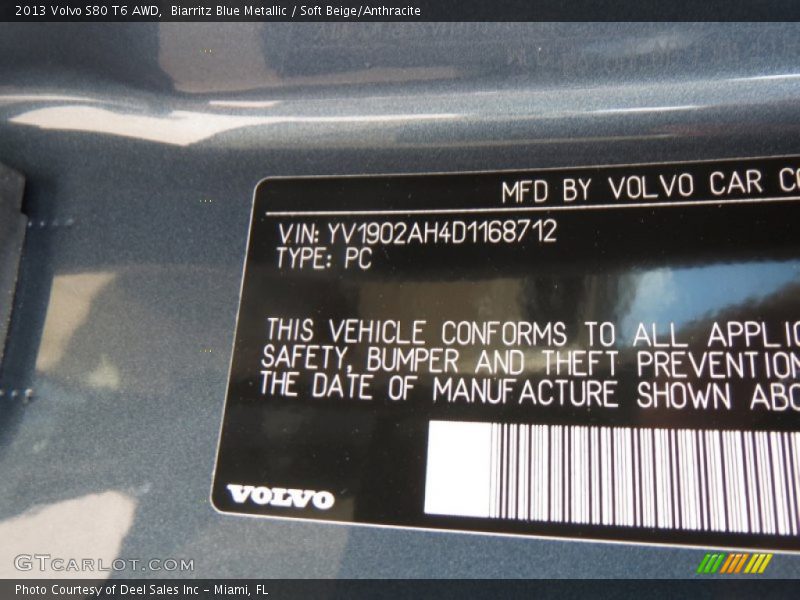 2013 Volvo S80 T6 AWD, Biarritz Blue Metallic / Soft Beige/Anthracite
MFD BY VOLVO CAR
VIN: YV1902AH4D1168712
TYPE: PC
THIS VEHICLE CONFORMS TO ALL
SAFETY, BUMPER AND THEFT PREVENTION
THE DATE OF MANUFACTURE SHOWN
VOLVO
GTCARLOT.COM
Photo Courtesy of Deel Sales Inc – Miami, FL